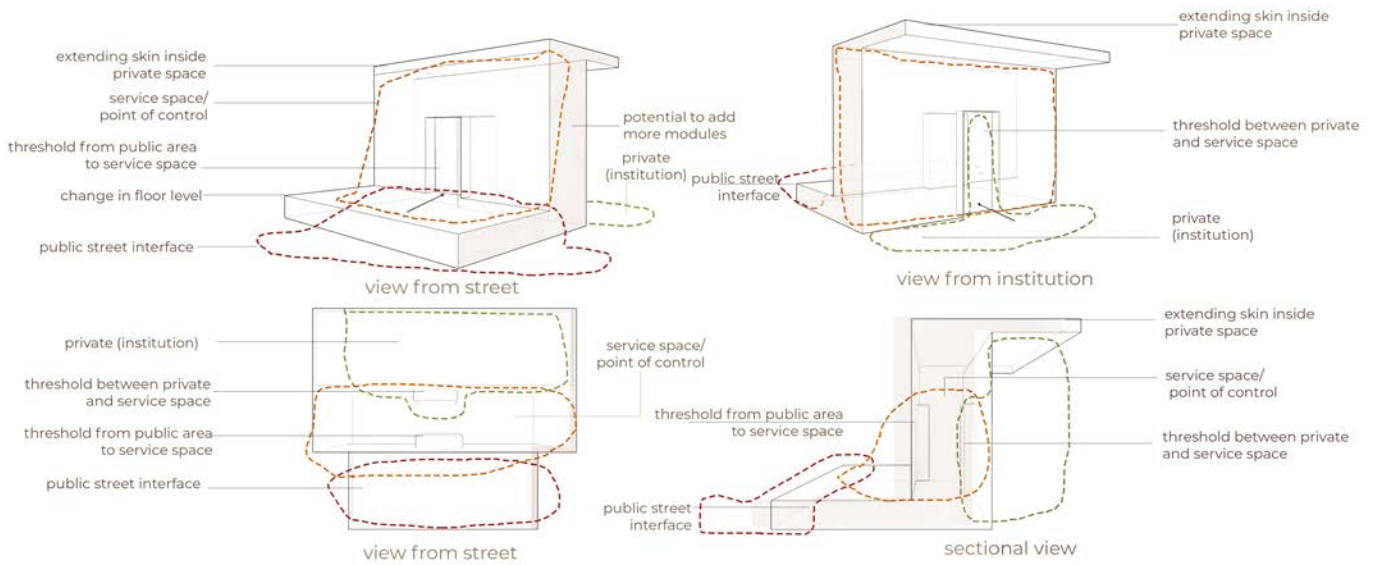 extending skin inside
private space
service space/
point of control
threshold from public area
to service space
change in floor level
public street interface
potential to add
more modules
private
(institution)
view from street
extending skin inside
private space
threshold between private
and service space
public street
interface
private
(institution)
view from institution
private (institution)
threshold between private
and service space
threshold from public area
to service space
public street interface
service space/
point of control
view from street
extending skin inside
private space
service space/
point of control
threshold from public area
to service space
threshold between private
and service space
public street
interface
sectional view